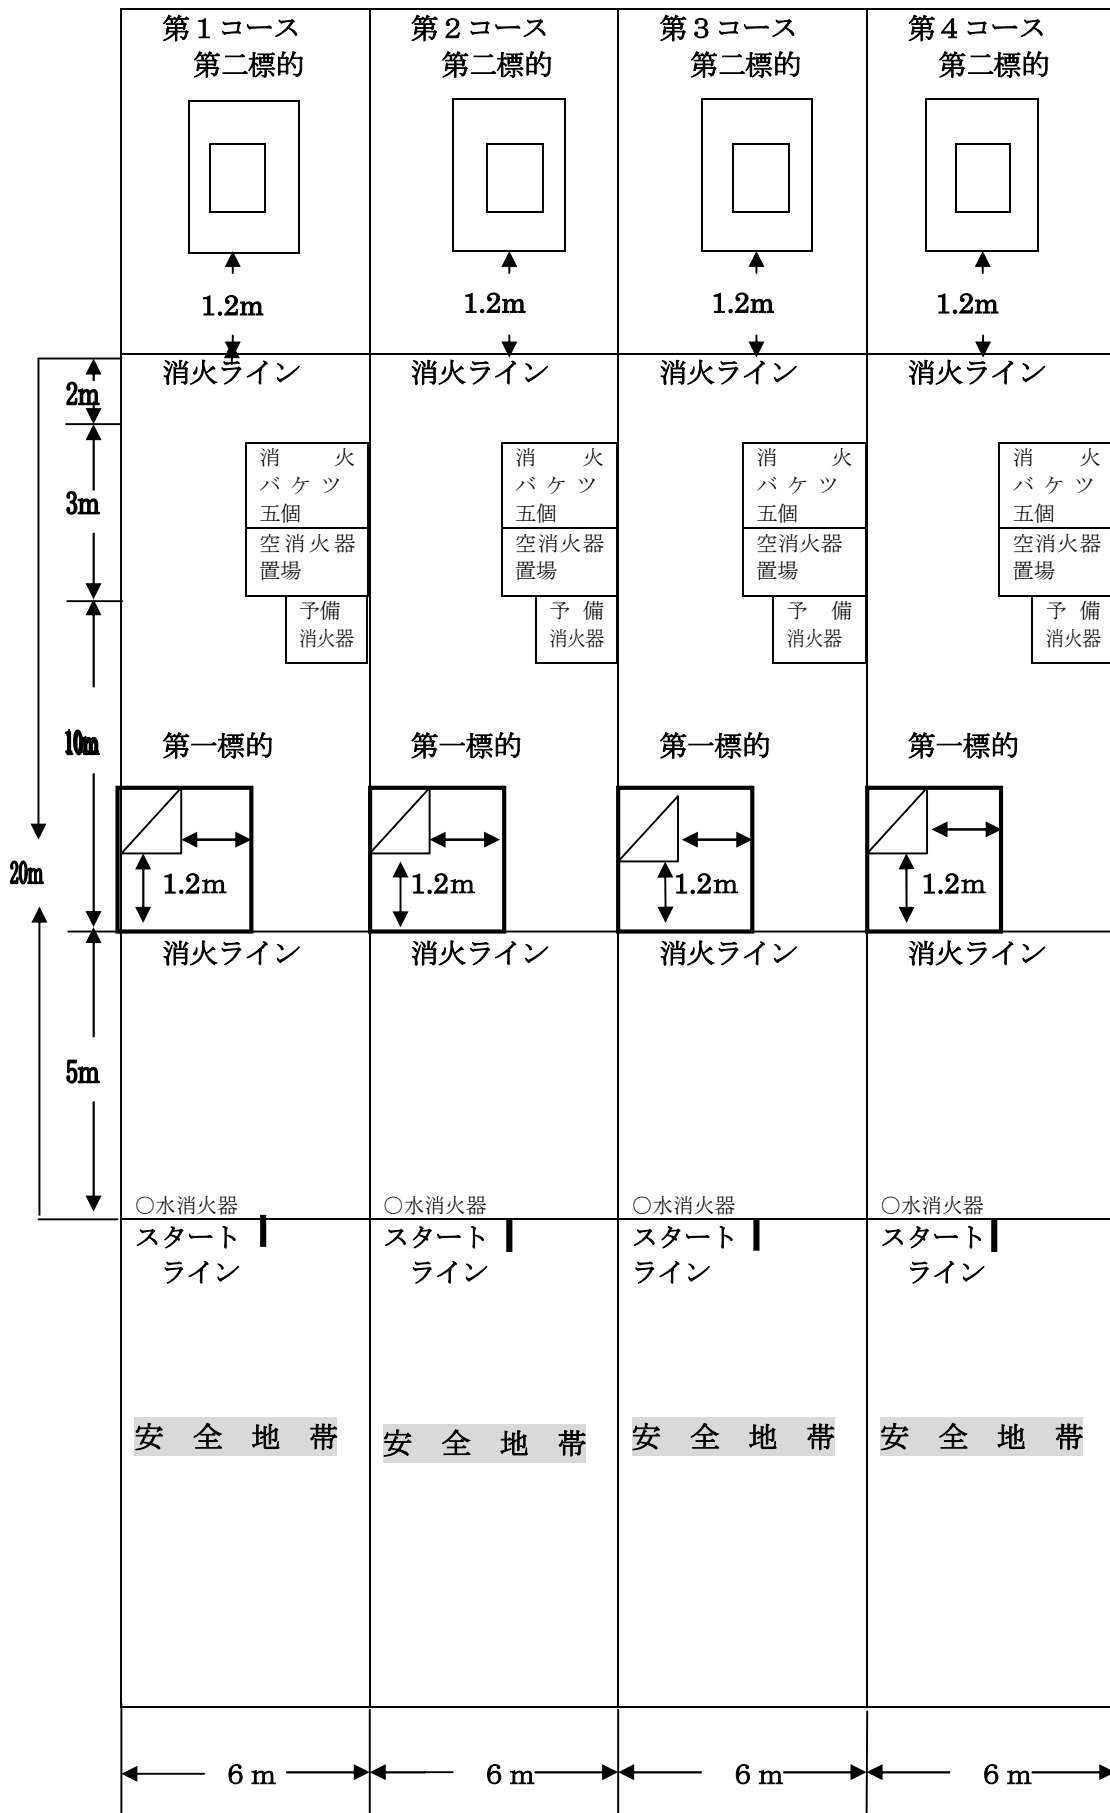 第１コース
第二標的
1.2m
第２コース
第二標的
1.2m
第３コース
第二標的
1.2m
第４コース
第二標的
1.2m
消火ライン
消火ライン
消火ライン
消火ライン
2m
3m
10m
20m
5m
消　火
バケツ
五個
空消火器
置場
予備
消火器
消　火
バケツ
五個
空消火器
置場
予備
消火器
消　火
バケツ
五個
空消火器
置場
予備
消火器
消　火
バケツ
五個
空消火器
置場
予備
消火器
第一標的
1.2m
第一標的
1.2m
第一標的
1.2m
第一標的
1.2m
消火ライン
消火ライン
消火ライン
消火ライン
○水消火器
スタート
ライン
○水消火器
スタート
ライン
○水消火器
スタート
ライン
○水消火器
スタート
ライン
安　全　地　帯
安　全　地　帯
安　全　地　帯
安　全　地　帯
6ｍ
6ｍ
6ｍ
6ｍ